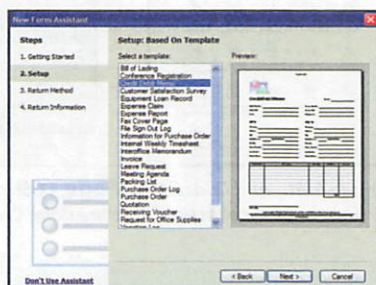 New Form Assistant
Steps
1. Getting Started
2. Setup
3. Return Method
4. Return Information
Don't Use Assistant
Setup: Based On Template
Select a template:
Bill of Lading
Conference Registration
Credit Debit Memo
Customer Satisfaction Survey
Equipment Loan Record
Expense Claim
Expense Report
Fax Cover Page
File Sign Out Log
Information for Purchase Order
Internal Weekly Timesheet
Interoffice Memorandum
Invoice
Leave Request
Meeting Agenda
Packing List
Purchase Order Log
Purchase Order
Quotation
Receiving Voucher
Request for Office Supplies
Preview:
< Back
Next >
Cancel